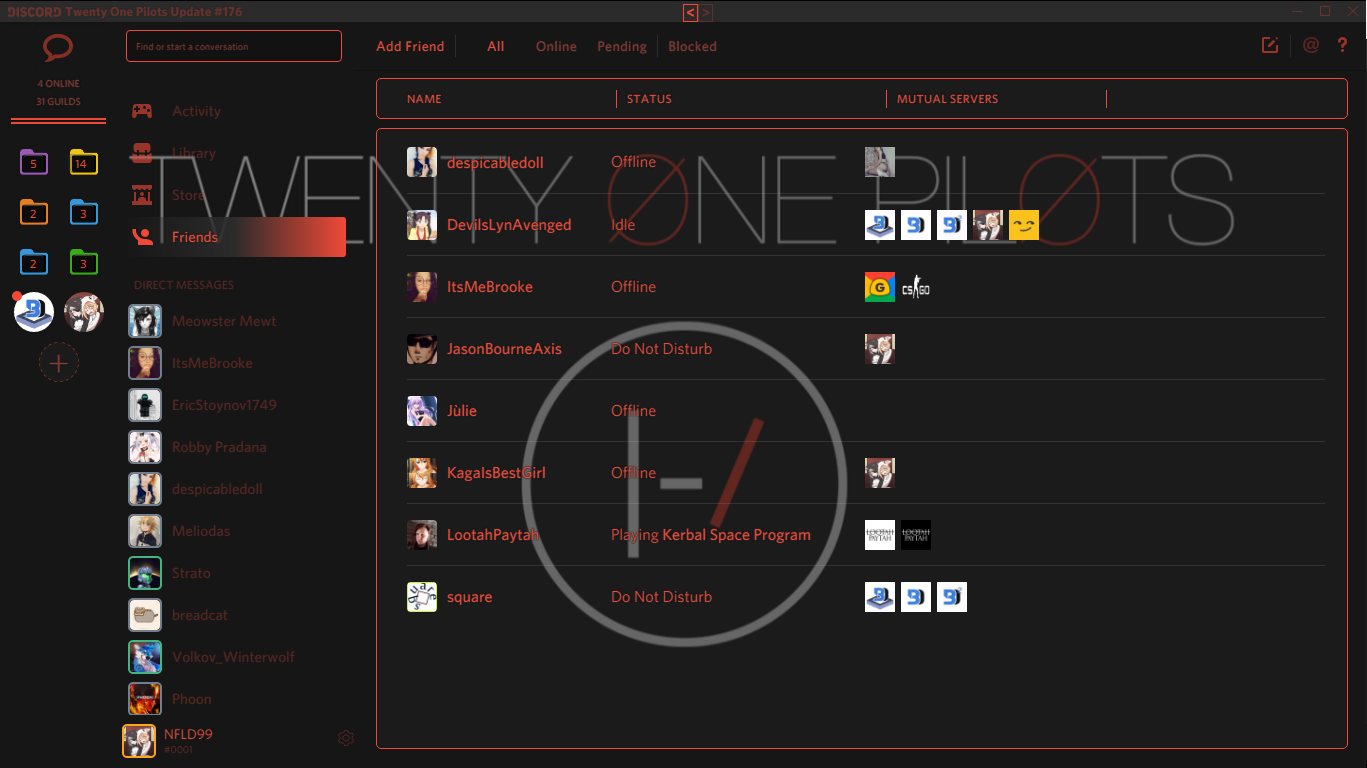 DISCORD Twenty One Pilots Update #176
< >
4 ONLINE
31 GUILDS
5 14
2 3
2 3
Find or start a conversation
Activity
Library
Store
Friends
DIRECT MESSAGES
Meowster Mewt
ItsMeBrooke
EricStoynov1749
Robby Pradana
despicabledoll
Meliodas
Strato
breadcat
Volkov_Winterwolf
Phoon
NFLD99
#0001
Add Friend All Online Pending Blocked @ ?
NAME STATUS MUTUAL SERVERS
TWENTY ØNE PILØTS
despicabledoll Offline
DevilsLynAvenged Idle
ItsMeBrooke Offline G CS GO
JasonBourneAxis Do Not Disturb
Jùlie Offline
KagaIsBestGirl Offline
LootahPaytah Playing Kerbal Space Program LOOTAH PAYTAH LOOTAH PAYTAH
square Do Not Disturb